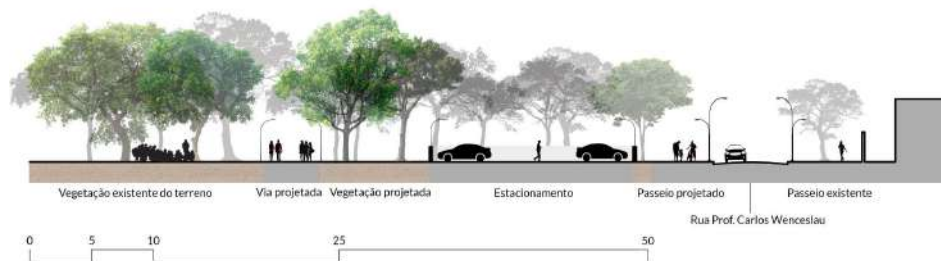 Vegetação existente do terreno
Via projetada
Vegetação projetada
Estacionamento
Passeio projetado
Passeio existente
Rua Prof. Carlos Wenceslau
0
5
10
25
50